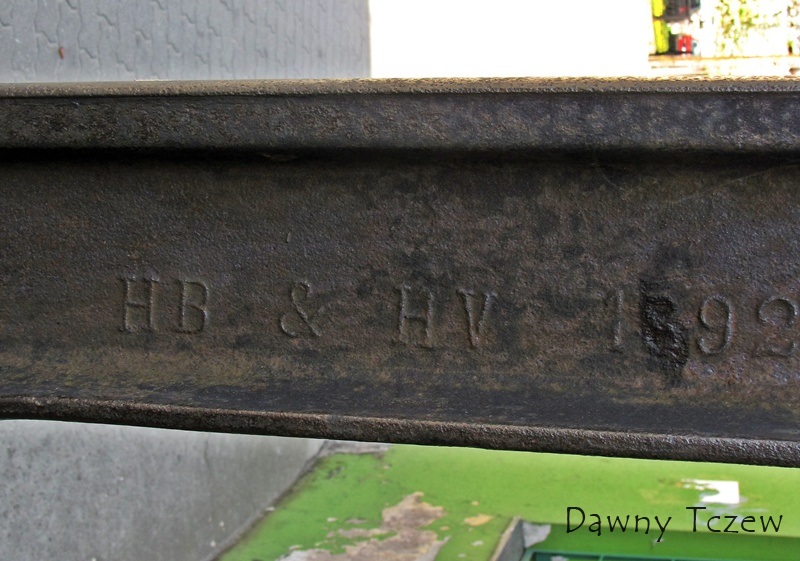 HB & HV 1892
Dawny Tczew